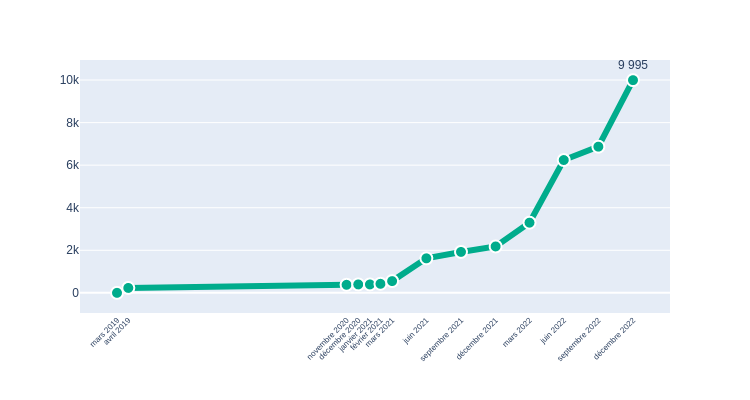 9 995
10k
8k
6k
4k
2k
0
mars 2019
avril 2019
novembre 2020
décembre 2020
janvier 2021
février 2021
mars 2021
juin 2021
septembre 2021
décembre 2021
mars 2022
juin 2022
septembre 2022
décembre 2022